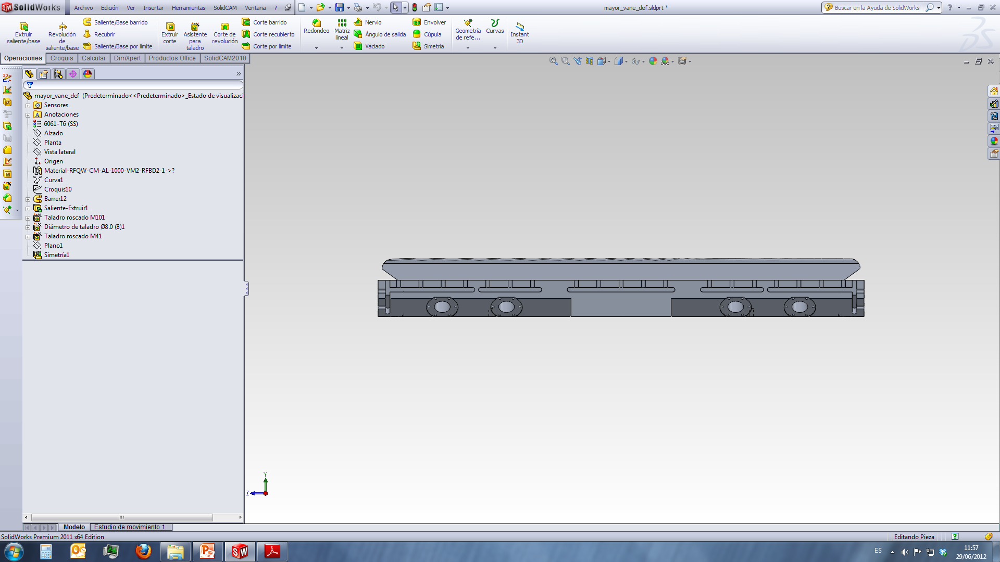 SolidWorks Archivo Edición Ver Insertar Herramientas SolidCAM Ventana ? mayor_vane_def.sldprt * Buscar en la Ayuda de SolidWorks ?
Extruir saliente/base
Revolución de saliente/base
Saliente/Base barrido
Recubrir
Saliente/Base por límite
Extruir corte
Asistente para taladro
Corte de revolución
Corte barrido
Corte recubierto
Corte por límite
Redondeo
Matriz lineal
Nervio
Ángulo de salida
Vaciado
Envolver
Cúpula
Simetría
Geometría de refe...
Curvas
Instant 3D
Operaciones Croquis Calcular DimXpert Productos Office SolidCAM2010
mayor_vane_def (Predeterminado<<Predeterminado>_Estado de visualizaci
Sensores
Anotaciones
6061-T6 (SS)
Alzado
Planta
Vista lateral
Origen
Material-RFQW-CM-AL-1000-VM2-RFBD2-1->?
Curva1
Croquis10
Barrer12
Saliente-Extruir1
Taladro roscado M101
Diámetro de taladro Ø8.0 (8)1
Taladro roscado M41
Plano1
Simetría1
Y
Z
Modelo Estudio de movimiento 1
SolidWorks Premium 2011 x64 Edition Editando Pieza ?
ES 11:57
29/06/2012